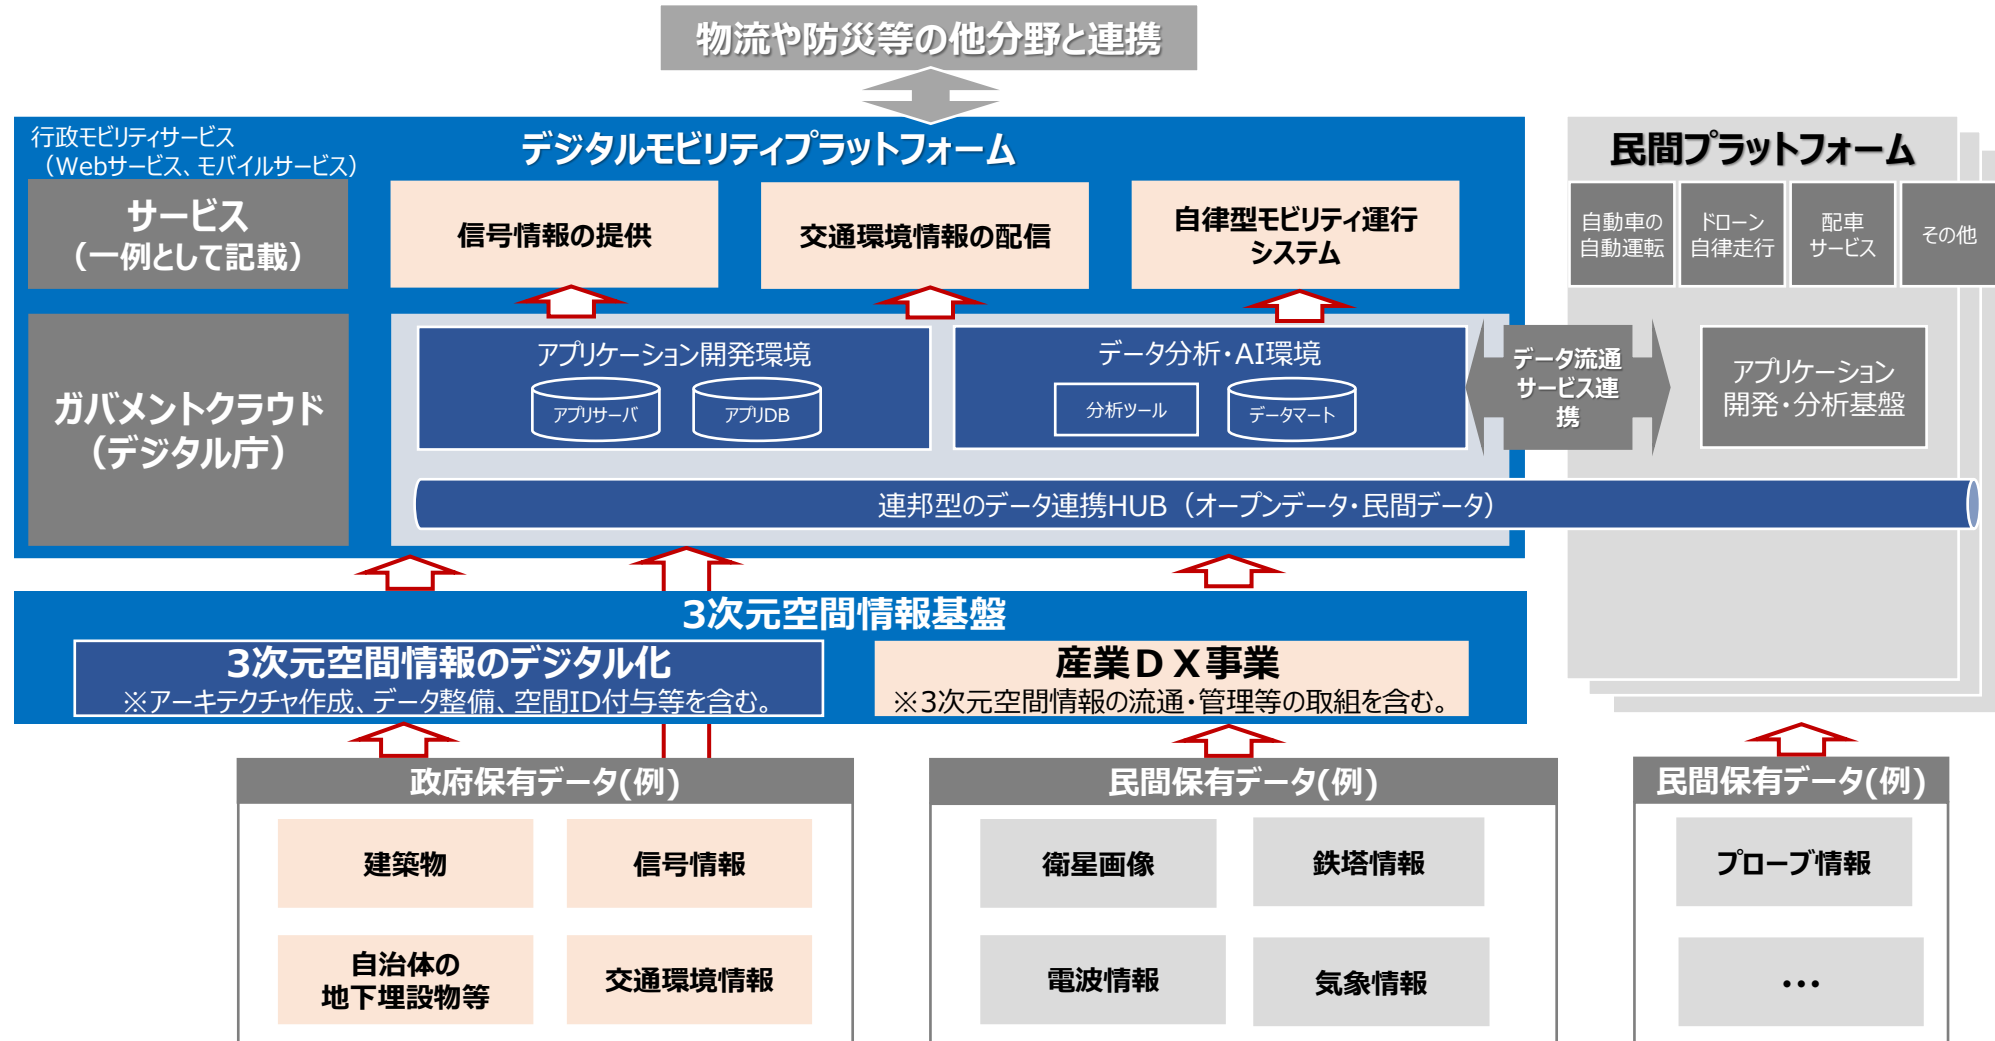 物流や防災等の他分野と連携
行政モビリティサービス
（Webサービス、モバイルサービス）
デジタルモビリティプラットフォーム
サービス
（一例として記載）
信号情報の提供
交通環境情報の配信
自律型モビリティ運行
システム
ガバメントクラウド
（デジタル庁）
アプリケーション開発環境
アプリサーバ
アプリDB
データ分析・AI環境
分析ツール
データマート
データ流通
サービス連
携
連邦型のデータ連携HUB（オープンデータ・民間データ）
民間プラットフォーム
自動車の
自動運転
ドローン
自律走行
配車
サービス
その他
アプリケーション
開発・分析基盤
3次元空間情報基盤
3次元空間情報のデジタル化
※アーキテクチャ作成、データ整備、空間ID付与等を含む。
産業ＤＸ事業
※3次元空間情報の流通・管理等の取組を含む。
政府保有データ(例)
建築物
信号情報
自治体の
地下埋設物等
交通環境情報
民間保有データ(例)
衛星画像
鉄塔情報
電波情報
気象情報
民間保有データ(例)
プローブ情報
…